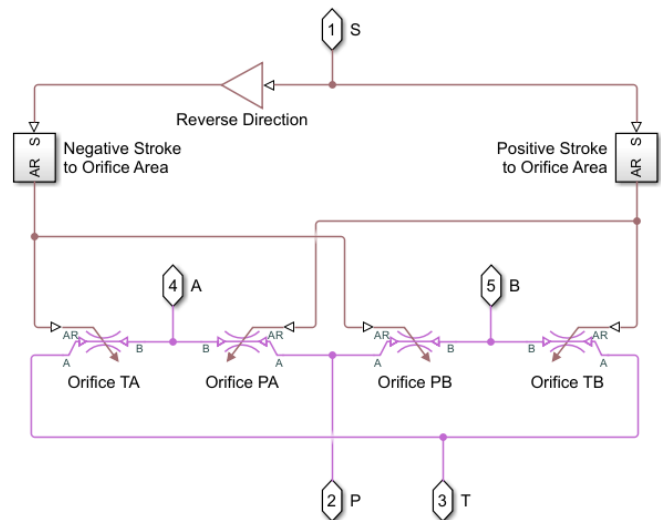 1 S
Reverse Direction
S
AR
Negative Stroke
to Orifice Area
Positive Stroke
to Orifice Area
S
AR
4 A
5 B
AR
B
A
Orifice TA
B
AR
A
Orifice PA
AR
B
A
Orifice PB
B
AR
A
Orifice TB
2 P
3 T